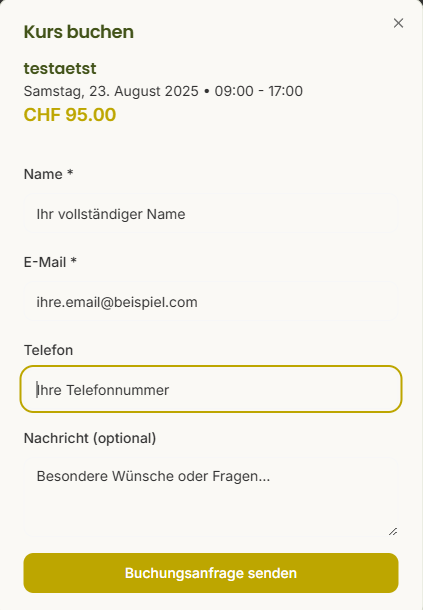 Kurs buchen
testaetst
Samstag, 23. August 2025 • 09:00 - 17:00
CHF 95.00
Name *
Ihr vollständiger Name
E-Mail *
ihre.email@beispiel.com
Telefon
Ihre Telefonnummer
Nachricht (optional)
Besondere Wünsche oder Fragen...
Buchungsanfrage senden